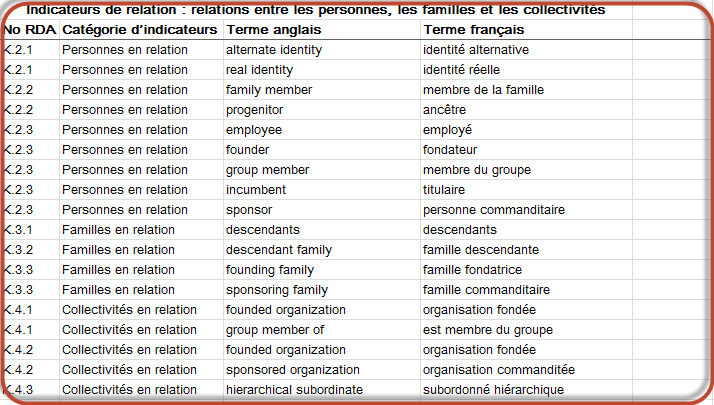 Indicateurs de relation : relations entre les personnes, les familles et les collectivités
No RDA Catégorie d'indicateurs Terme anglais Terme français
K.2.1 Personnes en relation alternate identity identité alternative
K.2.1 Personnes en relation real identity identité réelle
K.2.2 Personnes en relation family member membre de la famille
K.2.2 Personnes en relation progenitor ancêtre
K.2.3 Personnes en relation employee employé
K.2.3 Personnes en relation founder fondateur
K.2.3 Personnes en relation group member membre du groupe
K.2.3 Personnes en relation incumbent titulaire
K.2.3 Personnes en relation sponsor personne commanditaire
K.3.1 Familles en relation descendants descendants
K.3.2 Familles en relation descendant family famille descendante
K.3.3 Familles en relation founding family famille fondatrice
K.3.3 Familles en relation sponsoring family famille commanditaire
K.4.1 Collectivités en relation founded organization organisation fondée
K.4.1 Collectivités en relation group member of est membre du groupe
K.4.2 Collectivités en relation founded organization organisation fondée
K.4.2 Collectivités en relation sponsored organization organisation commanditée
K.4.3 Collectivités en relation hierarchical subordinate subordonné hiérarchique